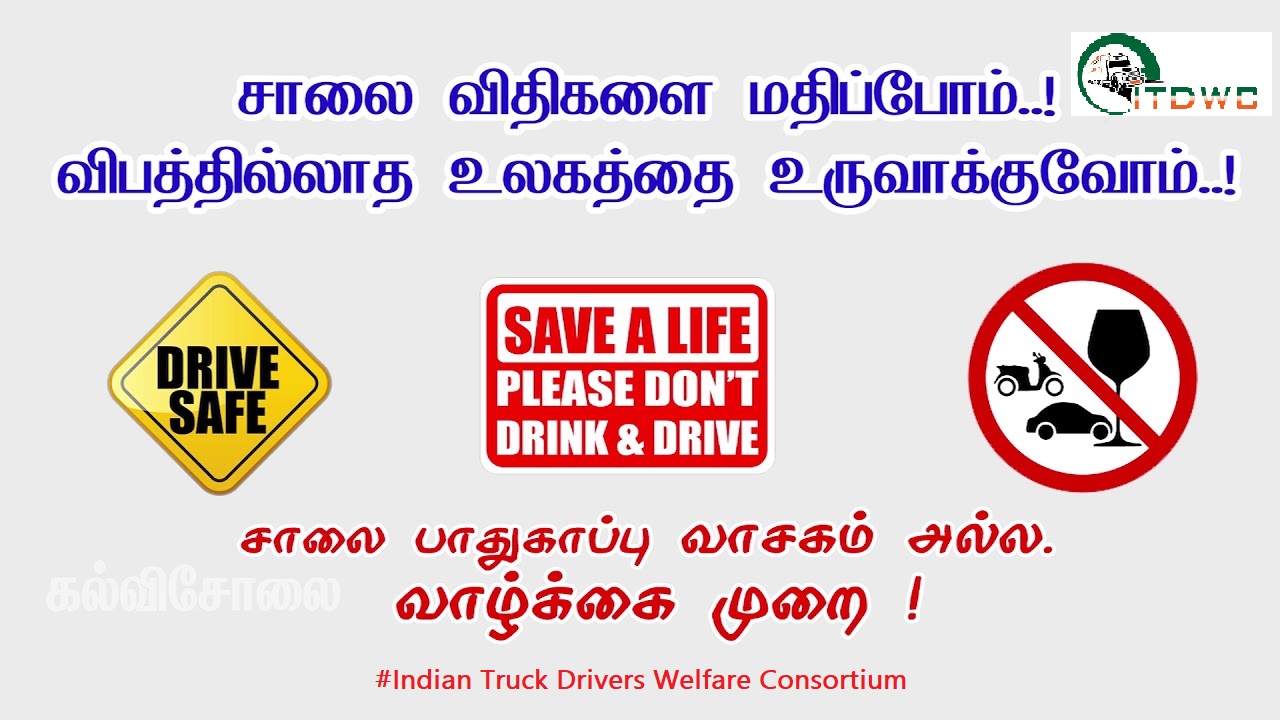 சாலை விதிகளை மதிப்போம்..!
ITDWC
விபத்தில்லாத உலகத்தை உருவாக்குவோம்..!
DRIVE
SAFE
SAVE A LIFE
PLEASE DON'T
DRINK & DRIVE
சாலை பாதுகாப்பு வாசகம் அல்ல.
கல்விசோலை
வாழ்க்கை முறை !
#Indian Truck Drivers Welfare Consortium